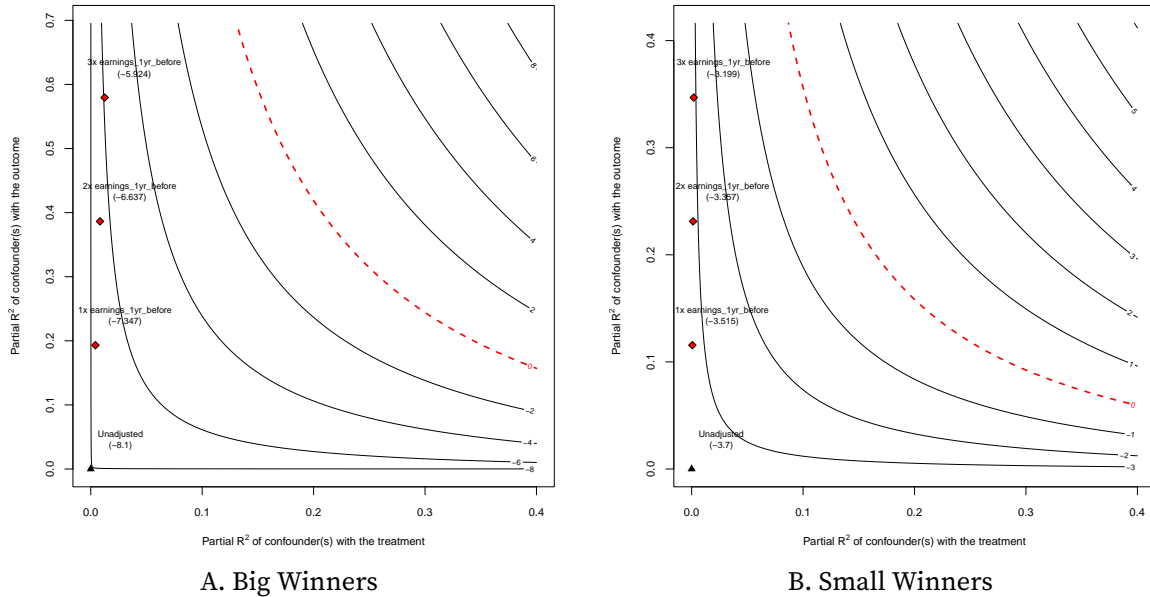 0.7
0.6
0.5
0.4
0.3
0.2
0.1
0.0
Partial R² of confounder(s) with the outcome
3x earnings_1yr_before
(−5.924)
2x earnings_1yr_before
(−6.637)
1x earnings_1yr_before
(−7.347)
Unadjusted
(−8.1)
8
6
4
2
0
−2
−4
−6
−8
0.0 0.1 0.2 0.3 0.4
Partial R² of confounder(s) with the treatment
A. Big Winners
0.4
0.3
0.2
0.1
0.0
Partial R² of confounder(s) with the outcome
3x earnings_1yr_before
(−3.199)
2x earnings_1yr_before
(−3.357)
1x earnings_1yr_before
(−3.515)
Unadjusted
(−3.7)
5
4
3
2
1
0
−1
−2
−3
0.0 0.1 0.2 0.3 0.4
Partial R² of confounder(s) with the treatment
B. Small Winners